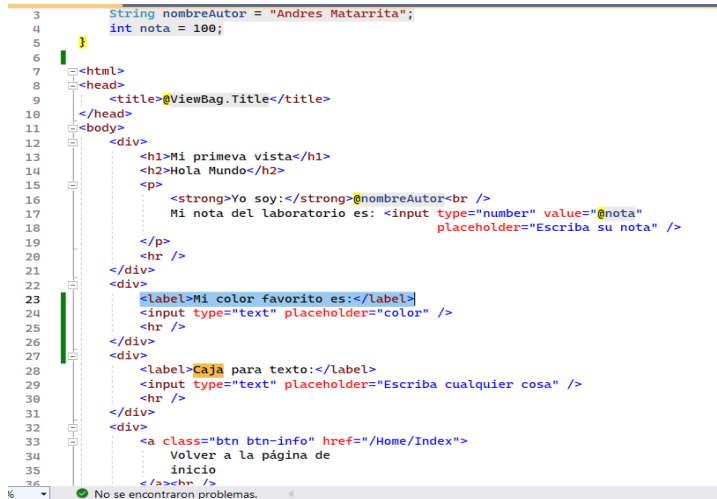 3 String nombreAutor = "Andres Matarrita";
4 int nota = 100;
5 }
6
7 <html>
8 <head>
9 <title>@ViewBag.Title</title>
10 </head>
11 <body>
12 <div>
13 <h1>Mi primeva vista</h1>
14 <h2>Hola Mundo</h2>
15 <p>
16 <strong>Yo soy:</strong>@nombreAutor<br />
17 Mi nota del laboratorio es: <input type="number" value="@nota"
18 placeholder="Escriba su nota" />
19 </p>
20 <hr />
21 </div>
22 <div>
23 <label>Mi color favorito es:</label>
24 <input type="text" placeholder="color" />
25 <hr />
26 </div>
27 <div>
28 <label>Caja para texto:</label>
29 <input type="text" placeholder="Escriba cualquier cosa" />
30 <hr />
31 </div>
32 <div>
33 <a class="btn btn-info" href="/Home/Index">
34 Volver a la página de
35 inicio
36 </a><br />
% No se encontraron problemas.